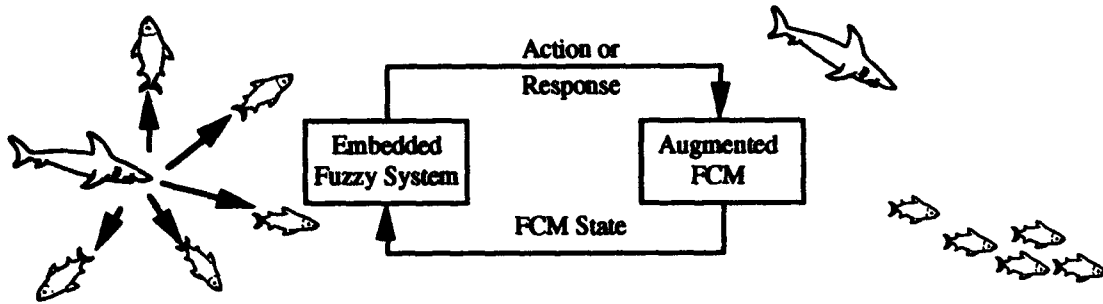 Action or
Response
Embedded
Fuzzy System
Augmented
FCM
FCM State